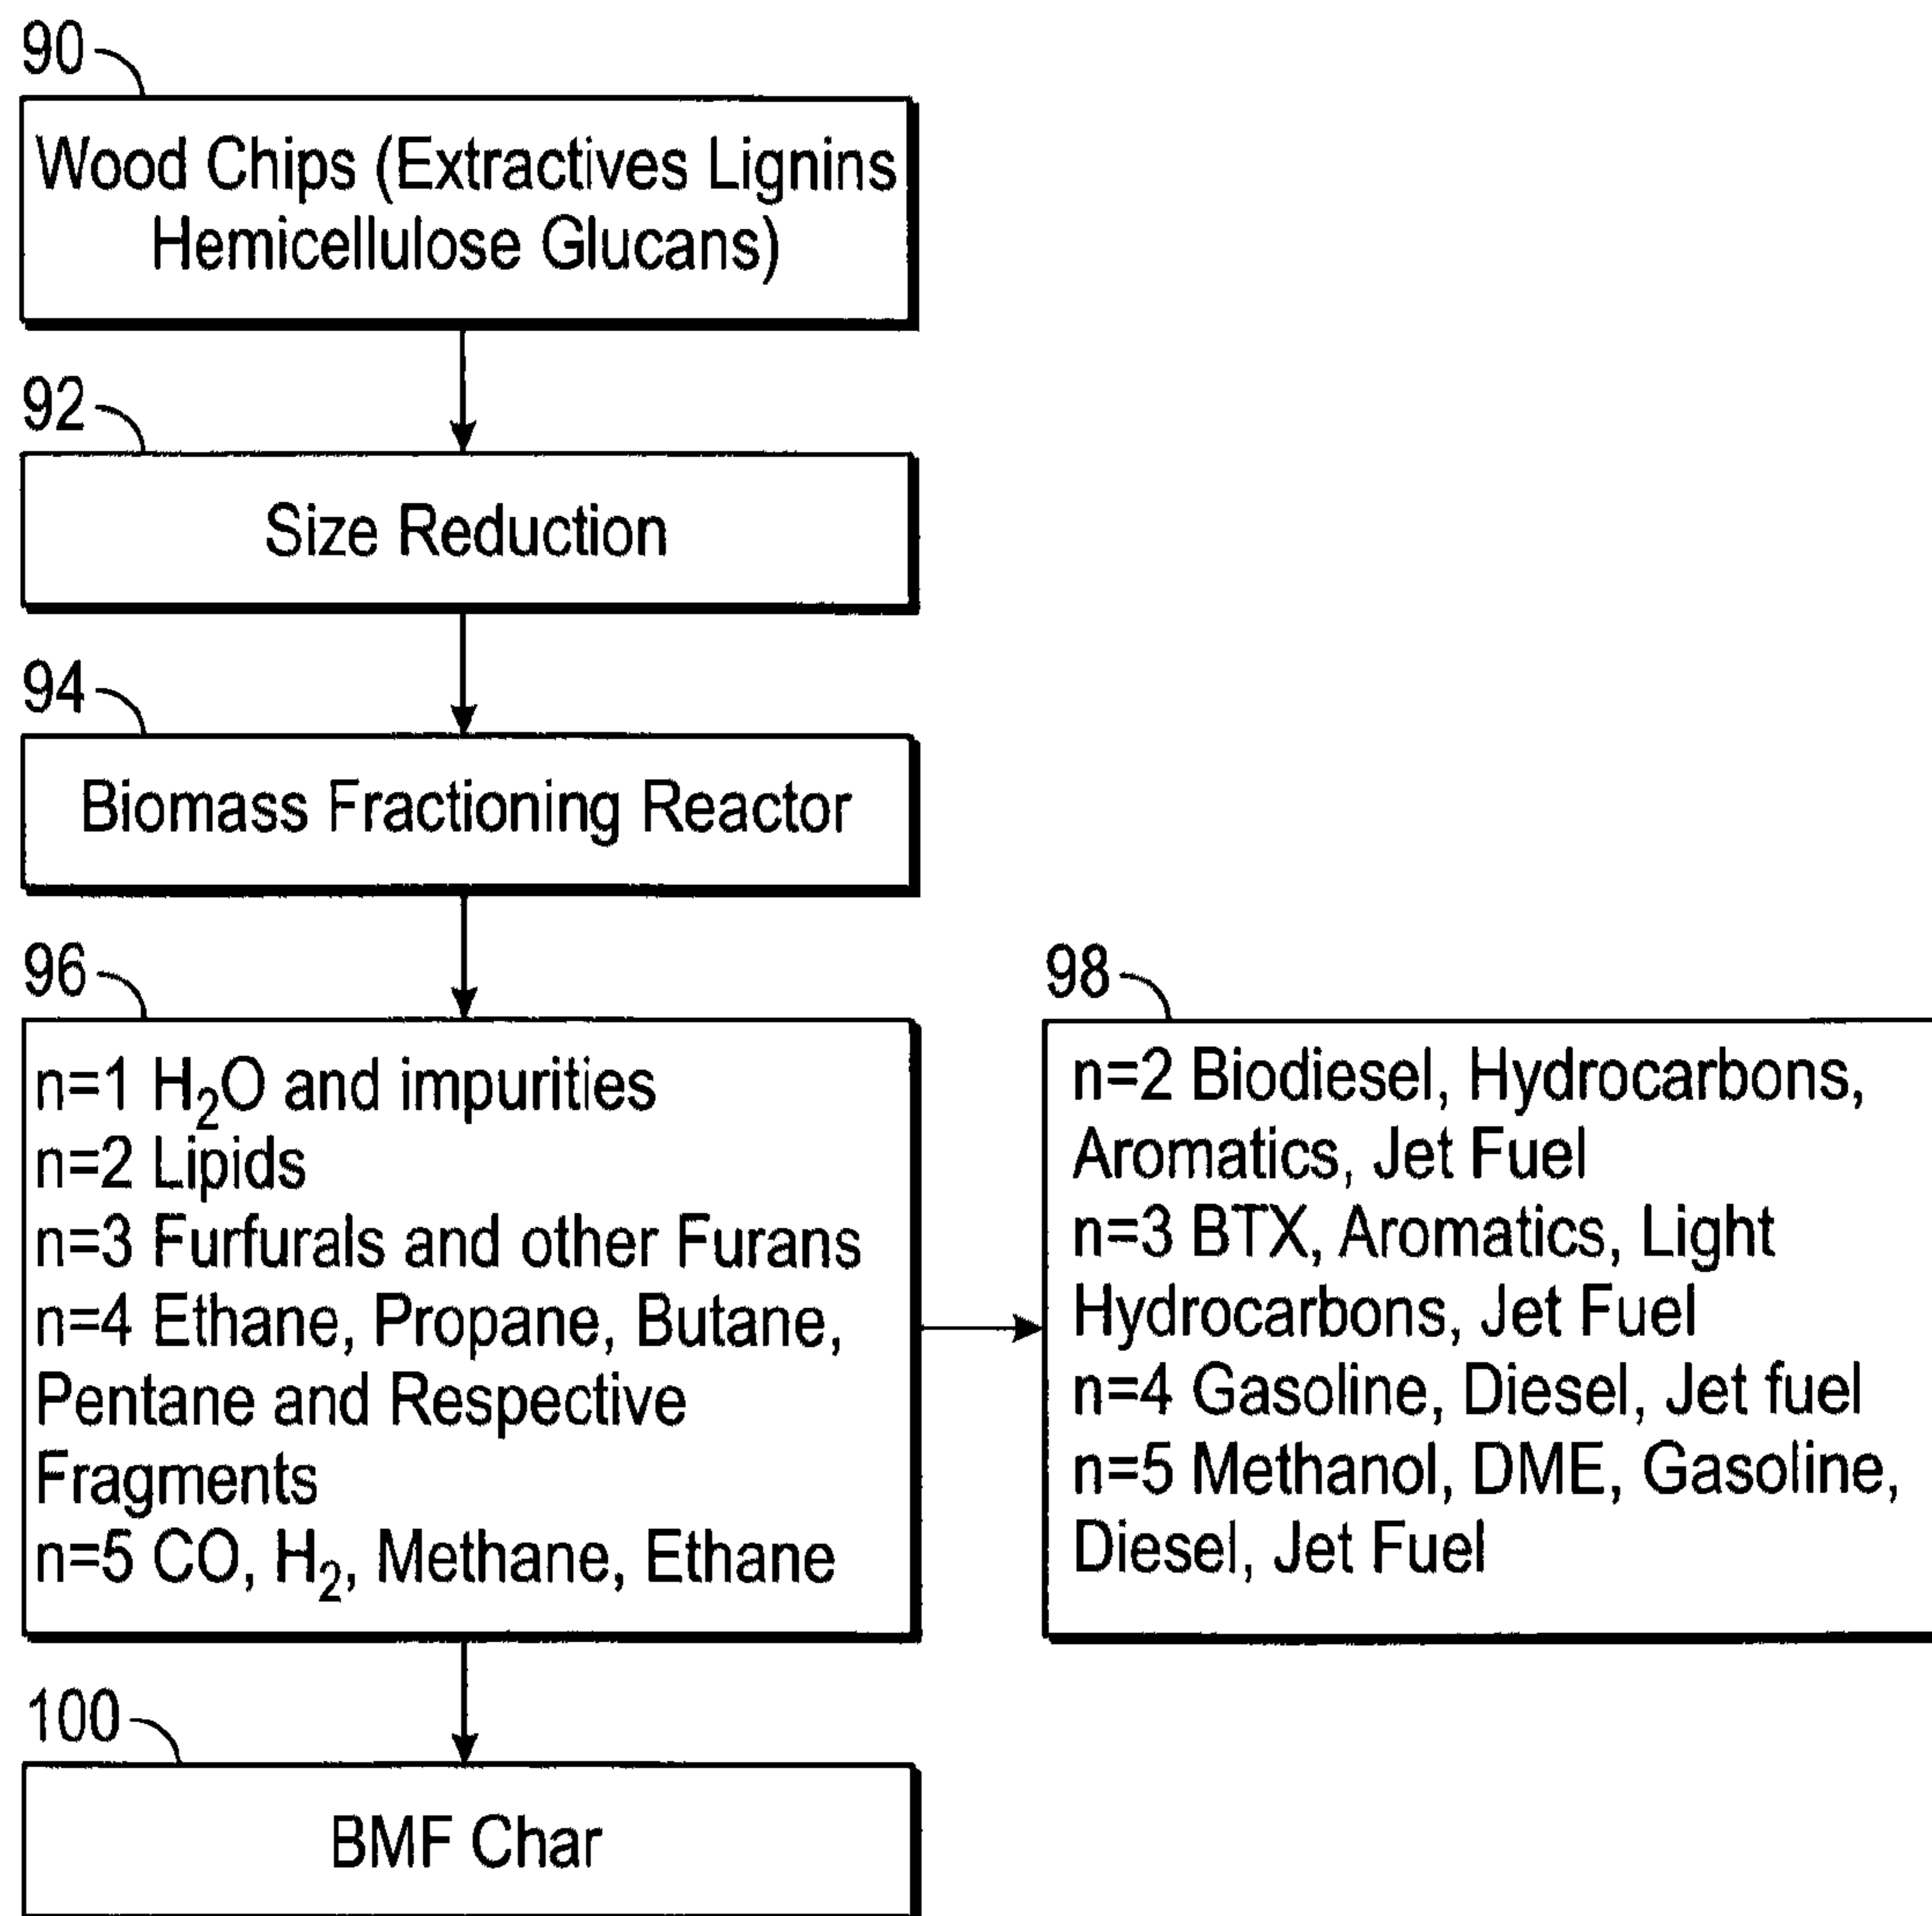 90
Wood Chips (Extractives Lignins
Hemicellulose Glucans)
92
Size Reduction
94
Biomass Fractioning Reactor
96
n=1 H₂O and impurities
n=2 Lipids
n=3 Furfurals and other Furans
n=4 Ethane, Propane, Butane,
Pentane and Respective
Fragments
n=5 CO, H₂, Methane, Ethane
98
n=2 Biodiesel, Hydrocarbons,
Aromatics, Jet Fuel
n=3 BTX, Aromatics, Light
Hydrocarbons, Jet Fuel
n=4 Gasoline, Diesel, Jet fuel
n=5 Methanol, DME, Gasoline,
Diesel, Jet Fuel
100
BMF Char